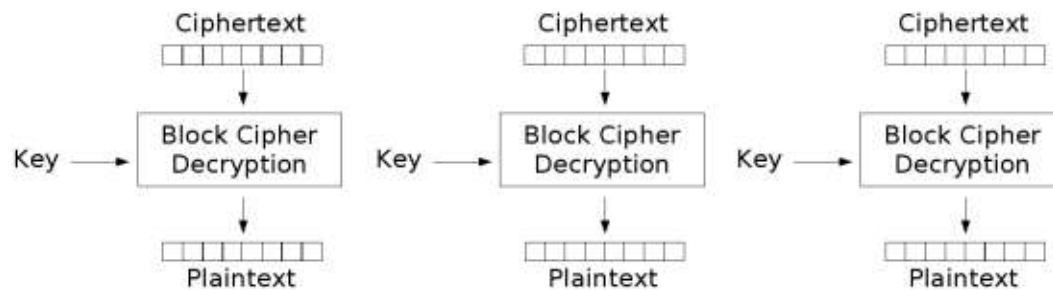 Ciphertext Ciphertext Ciphertext
Key Block Cipher Decryption Key Block Cipher Decryption Key Block Cipher Decryption
Plaintext Plaintext Plaintext